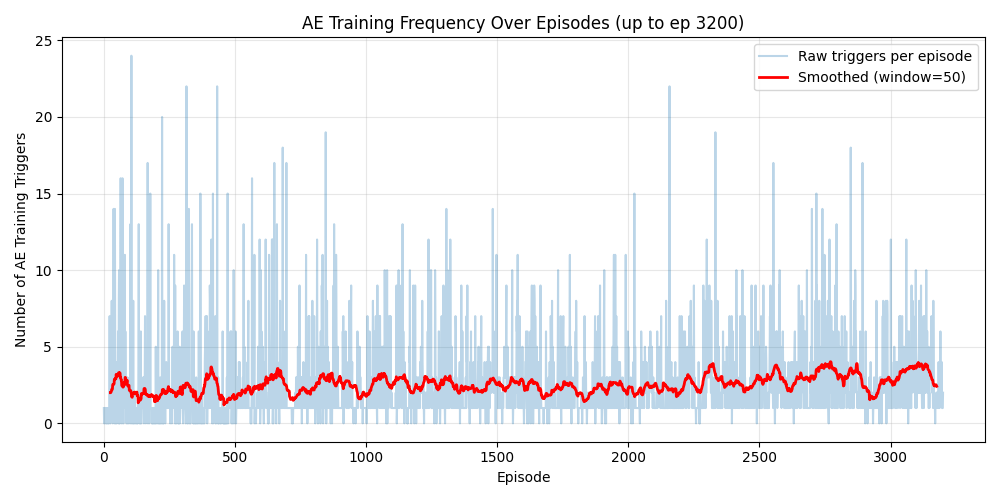 AE Training Frequency Over Episodes (up to ep 3200)
Raw triggers per episode
Smoothed (window=50)
Number of AE Training Triggers
25
20
15
10
5
0
0 500 1000 1500 2000 2500 3000
Episode